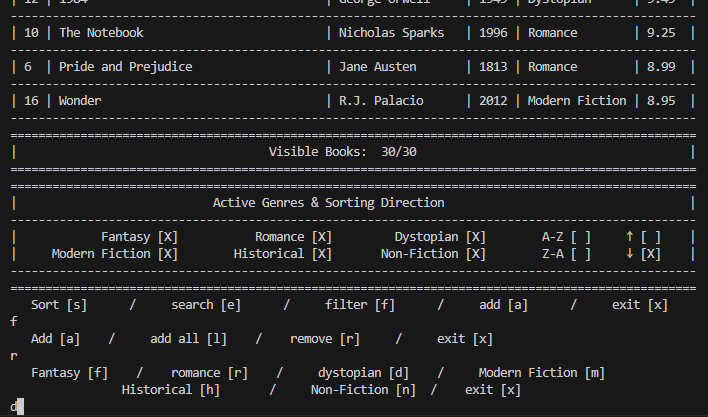 | 12 | 1984 | George Orwell | 1949 | Dystopian | 9.49 |
--------------------------------------------------------------------------------------------------
| 10 | The Notebook | Nicholas Sparks | 1996 | Romance | 9.25 |
--------------------------------------------------------------------------------------------------
| 6 | Pride and Prejudice | Jane Austen | 1813 | Romance | 8.99 |
--------------------------------------------------------------------------------------------------
| 16 | Wonder | R.J. Palacio | 2012 | Modern Fiction | 8.95 |
--------------------------------------------------------------------------------------------------
==================================================================================================
| Visible Books: 30/30 |
==================================================================================================
==================================================================================================
| Active Genres & Sorting Direction |
--------------------------------------------------------------------------------------------------
| Fantasy [X] Romance [X] Dystopian [X] A-Z [ ] ↑ [ ] |
| Modern Fiction [X] Historical [X] Non-Fiction [X] Z-A [ ] ↓ [X] |
--------------------------------------------------------------------------------------------------
==================================================================================================
Sort [s] / search [e] / filter [f] / add [a] / exit [x]
f
Add [a] / add all [l] / remove [r] / exit [x]
r
Fantasy [f] / romance [r] / dystopian [d] / Modern Fiction [m]
Historical [h] / Non-Fiction [n] / exit [x]
d